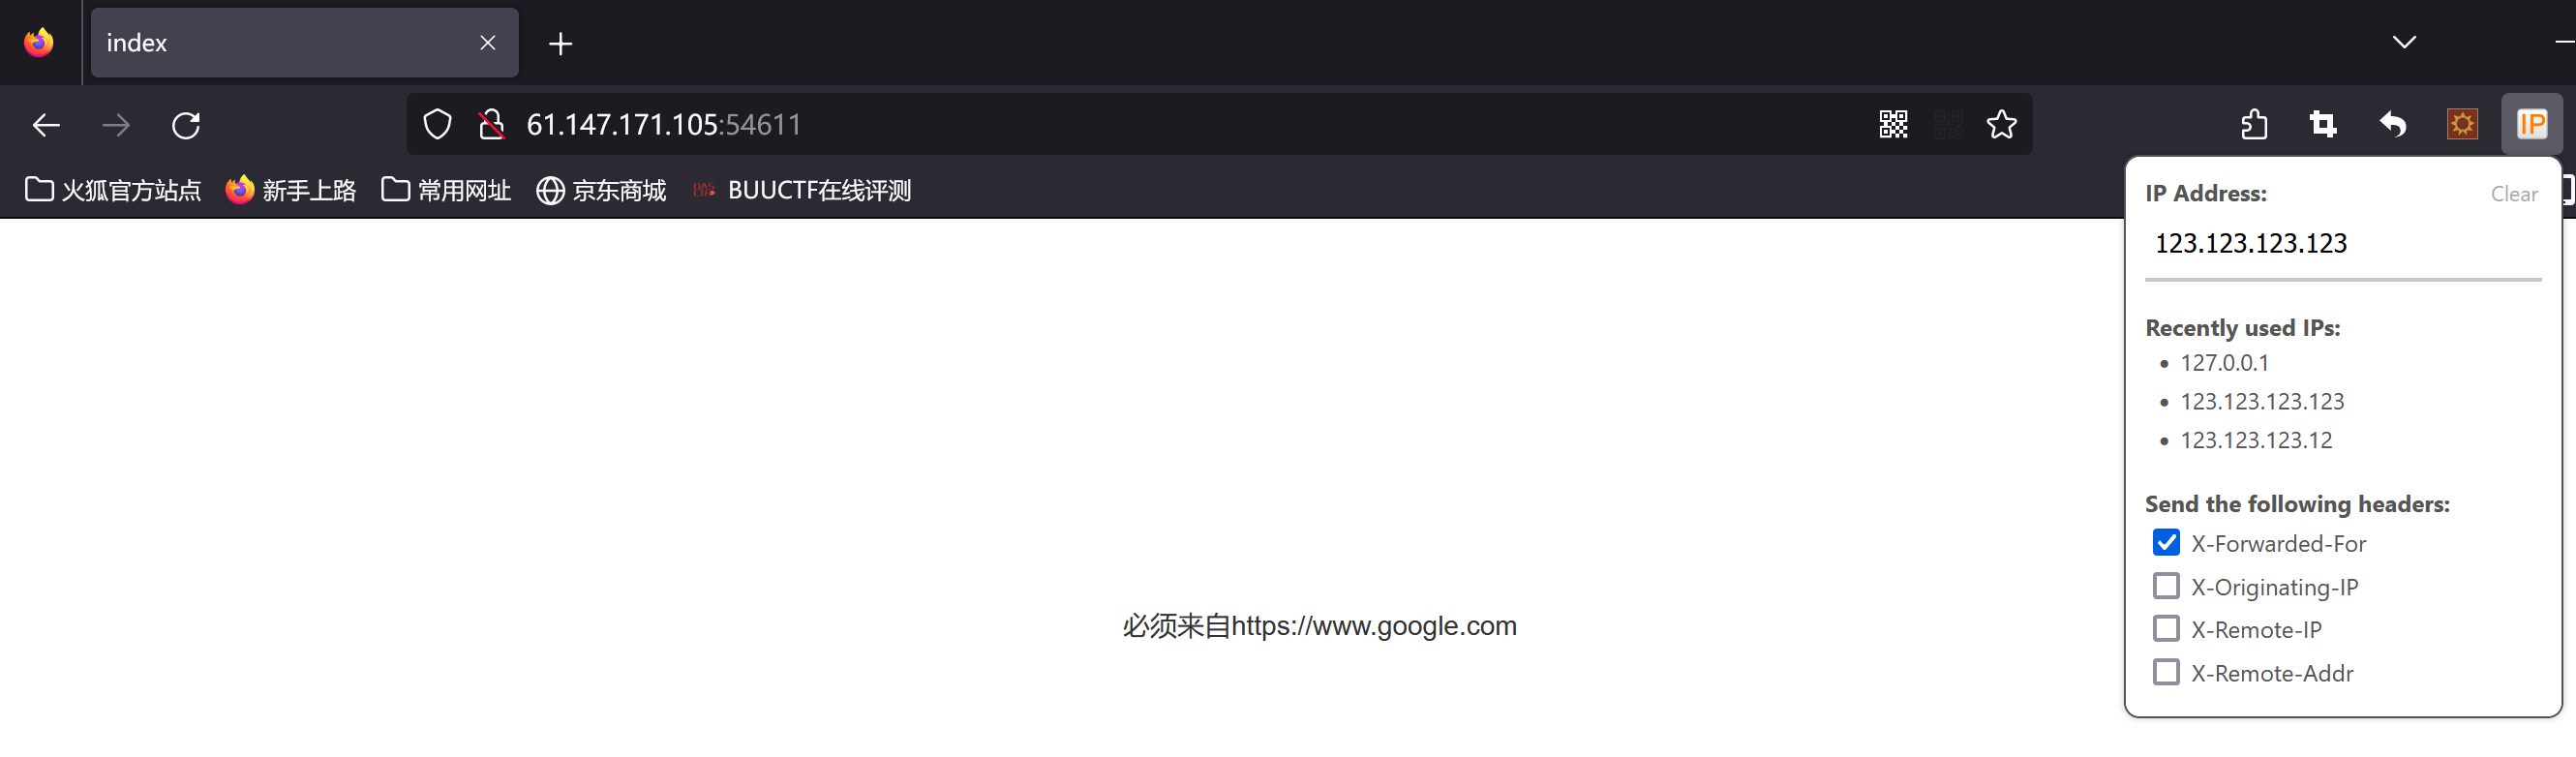 index
61.147.171.105:54611
IP
火狐官方站点 新手上路 常用网址 京东商城 BUUCTF在线评测
IP Address: Clear
123.123.123.123
Recently used IPs:
127.0.0.1
123.123.123.123
123.123.123.12
Send the following headers:
X-Forwarded-For
X-Originating-IP
必须来自https://www.google.com
X-Remote-IP
X-Remote-Addr